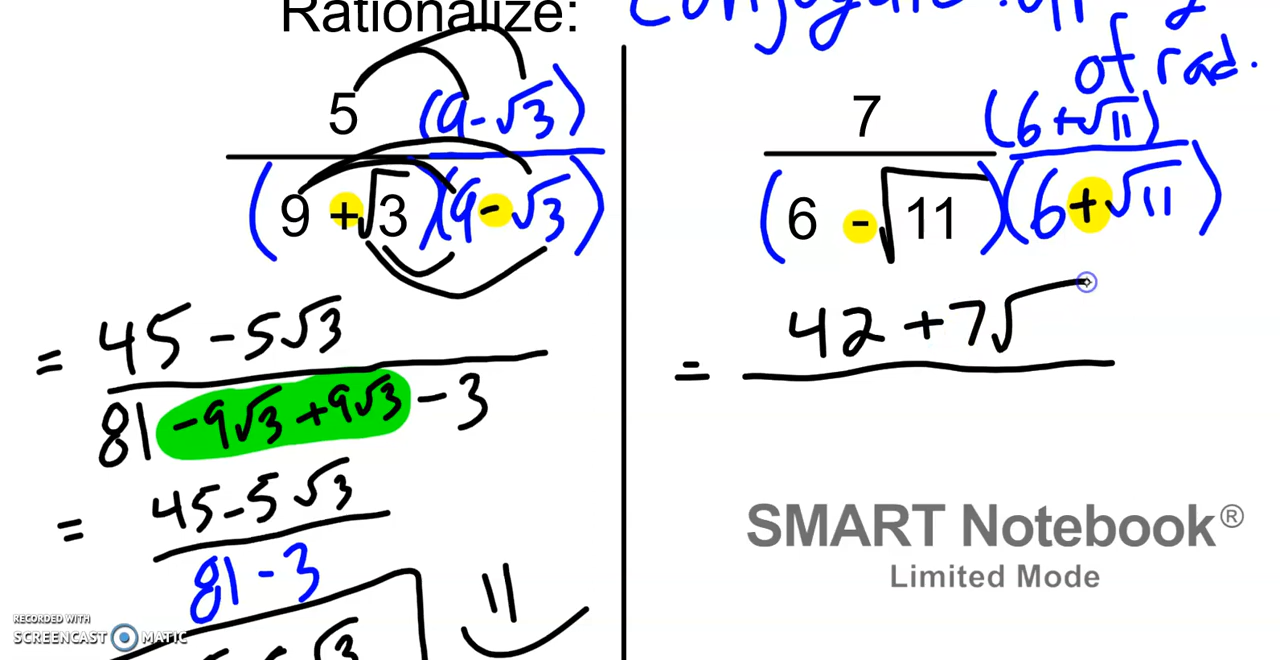 Rationalize:
conjugate
of rad.
5 (9 - √3)
(9 + √3)(9 - √3)
= 45 - 5√3
81 - 9√3 + 9√3 - 3
= 45 - 5√3
81 - 3
7 (6 + √11)
(6 - √11)(6 + √11)
= 42 + 7√
SMART Notebook®
Limited Mode
RECORDED WITH
SCREENCAST MATIC